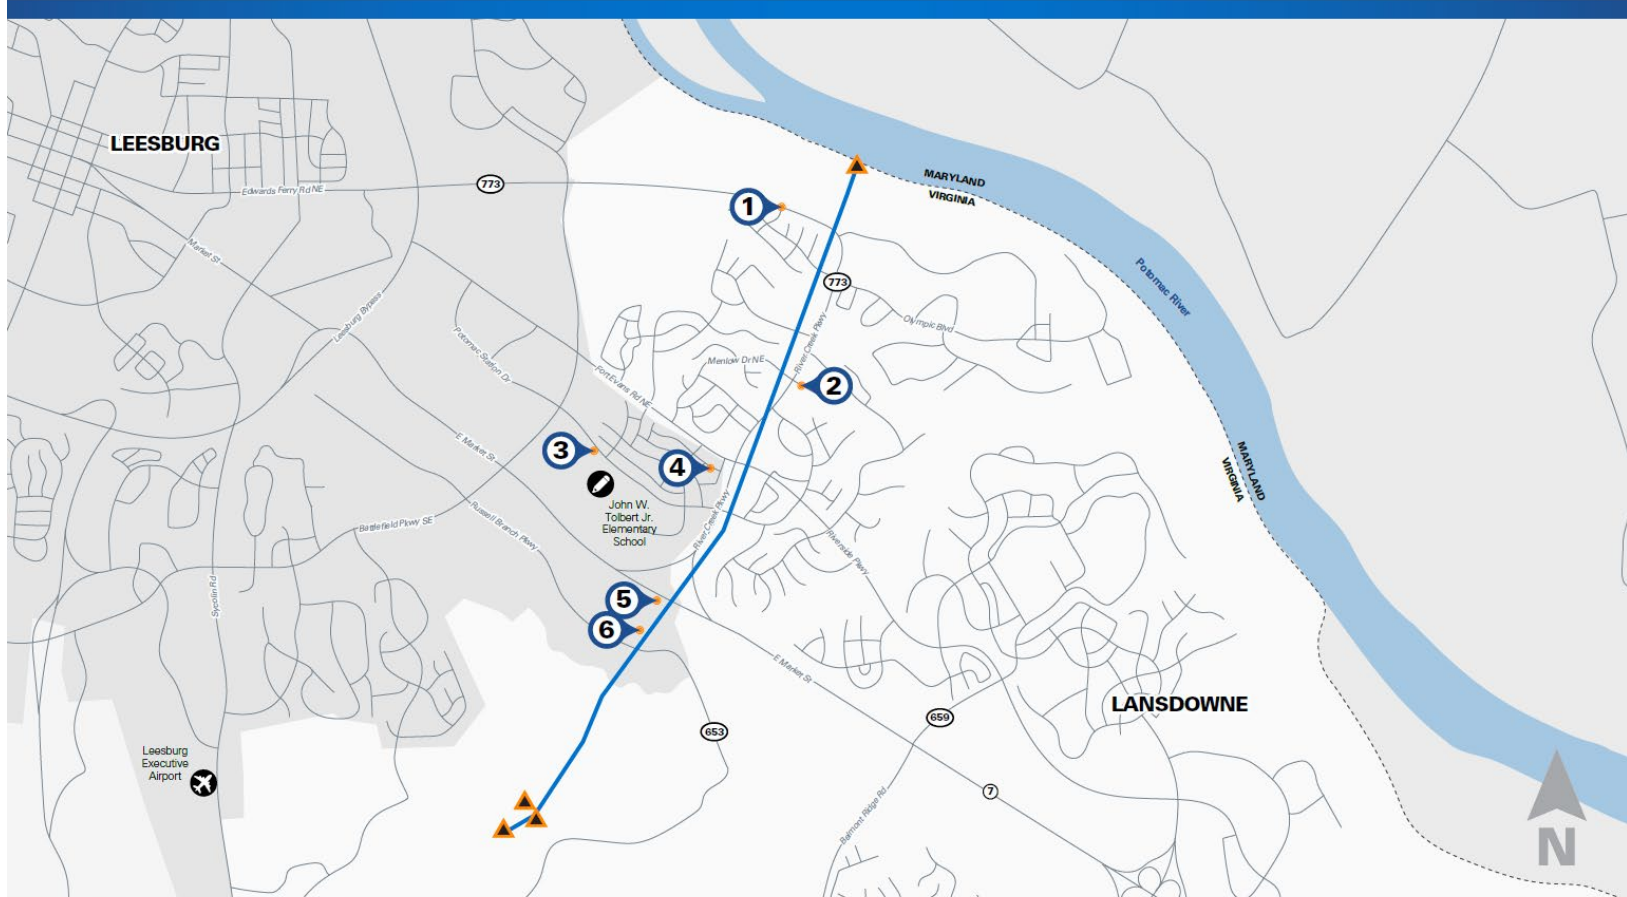 LEESBURG
773
Edwards Ferry Rd NE
MARYLAND
VIRGINIA
1
Market St
Potomac River
773
Leesburg Bypass
Olympic Blvd
River Creek Pkwy
Potomac Station Dr
Menlow Dr NE
Fort Evans Rd NE
2
E Market St
3
4
MARYLAND
VIRGINIA
John W.
Tolbert Jr.
Elementary
School
Battlefield Pkwy SE
Russell Branch Pkwy
River Creek Pkwy
Riverside Pkwy
Sycolin Rd
5
6
E Market St
LANSDOWNE
659
653
Leesburg
Executive
Airport
7
Belmont Ridge Rd
N